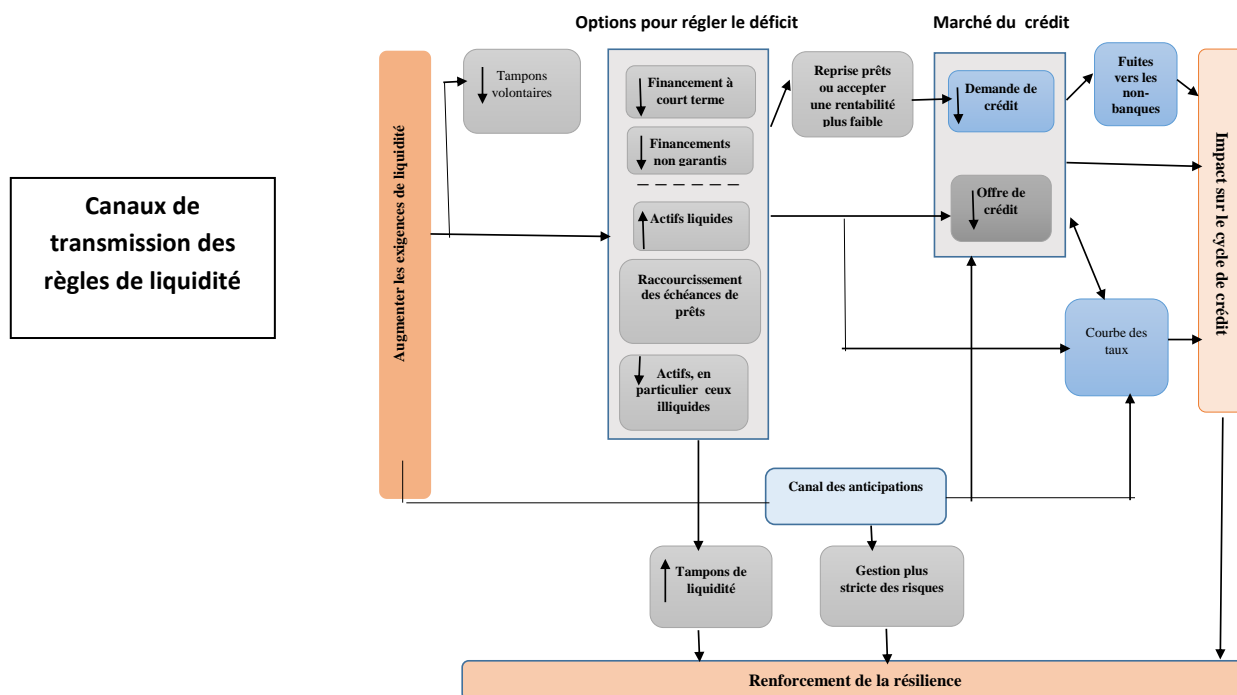 Options pour régler le déficit
Marché du crédit
Canaux de
transmission des
règles de liquidité
Augmenter les exigences de liquidité
Tampons
volontaires
Financement à
court terme
Financements
non garantis
Actifs liquides
Raccourcissement
des échéances de
prêts
Actifs, en
particulier ceux
illiquides
Reprise prêts
ou accepter
une rentabilité
plus faible
Demande de
crédit
Offre de
crédit
Fuites
vers les
non-
banques
Courbe des
taux
Impact sur le cycle de
crédit
Canal des anticipations
Tampons de
liquidité
Gestion plus
stricte des risques
Renforcement de la résilience